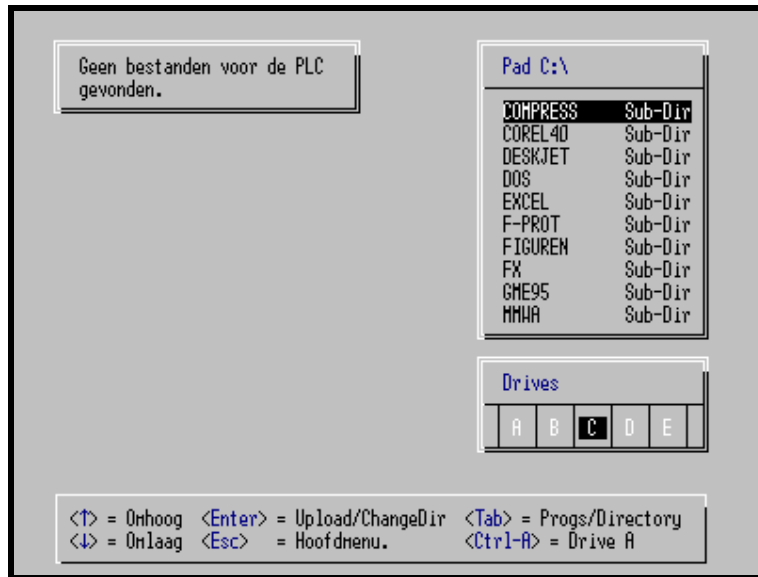 Geen bestanden voor de PLC
gevonden.
Pad C:\
COMPRESS Sub-Dir
COREL40 Sub-Dir
DESKJET Sub-Dir
DOS Sub-Dir
EXCEL Sub-Dir
F-PROT Sub-Dir
FIGUREN Sub-Dir
FX Sub-Dir
GME95 Sub-Dir
MMWA Sub-Dir
Drives
A B C D E
<↑> = Omhoog <Enter> = Upload/ChangeDir <Tab> = Progs/Directory
<↓> = Omlaag <Esc> = Hoofdmenu. <Ctrl-A> = Drive A